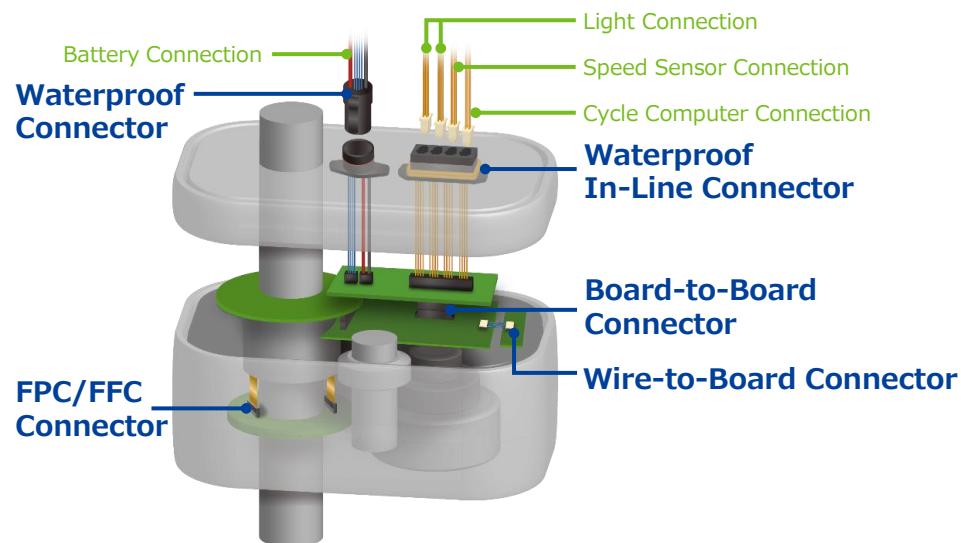 Light Connection
Battery Connection
Speed Sensor Connection
Waterproof
Connector
Cycle Computer Connection
Waterproof
In-Line Connector
Board-to-Board
Connector
Wire-to-Board Connector
FPC/FFC
Connector